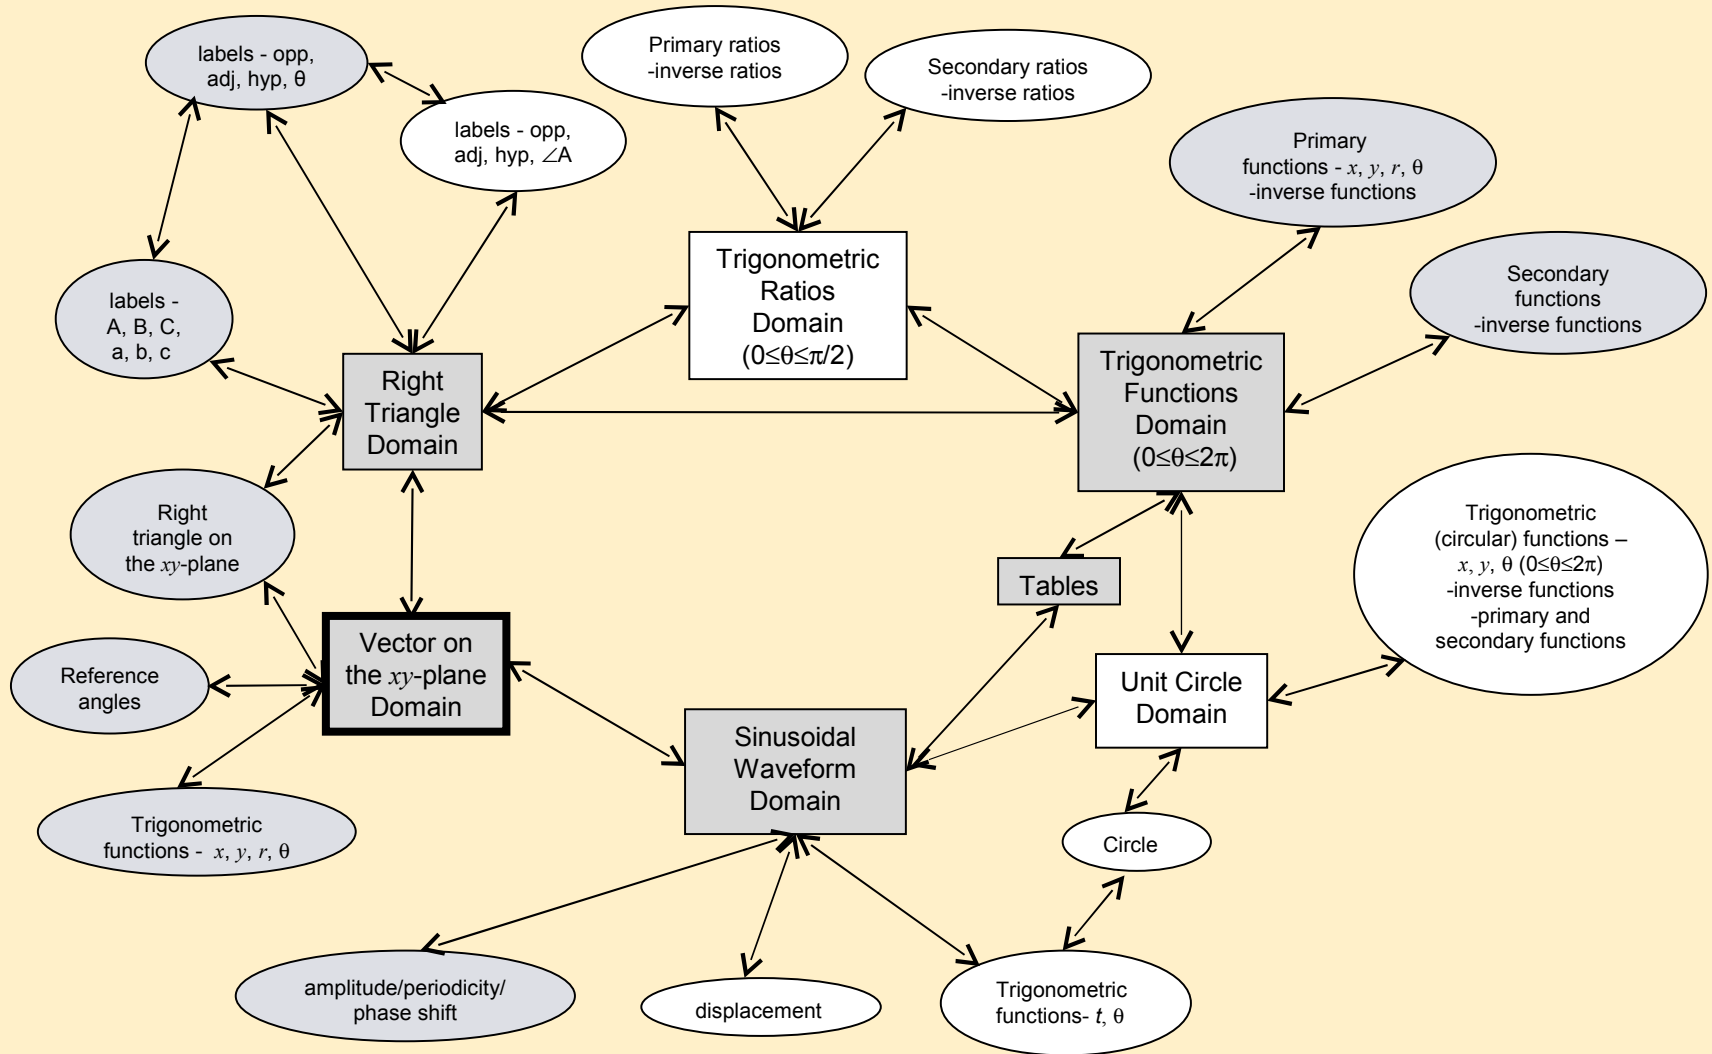 labels - opp,
adj, hyp, θ
Primary ratios
-inverse ratios
Secondary ratios
-inverse ratios
labels - opp,
adj, hyp, ∠A
Primary
functions - x, y, r, θ
-inverse functions
labels -
A, B, C,
a, b, c
Trigonometric
Ratios
Domain
(0≤θ≤π/2)
Secondary
functions
-inverse functions
Right
Triangle
Domain
Trigonometric
Functions
Domain
(0≤θ≤2π)
Right
triangle on
the xy-plane
Trigonometric
(circular) functions –
x, y, θ (0≤θ≤2π)
-inverse functions
-primary and
secondary functions
Tables
Vector on
the xy-plane
Domain
Reference
angles
Unit Circle
Domain
Sinusoidal
Waveform
Domain
Trigonometric
functions - x, y, r, θ
Circle
amplitude/periodicity/
phase shift
displacement
Trigonometric
functions- t, θ